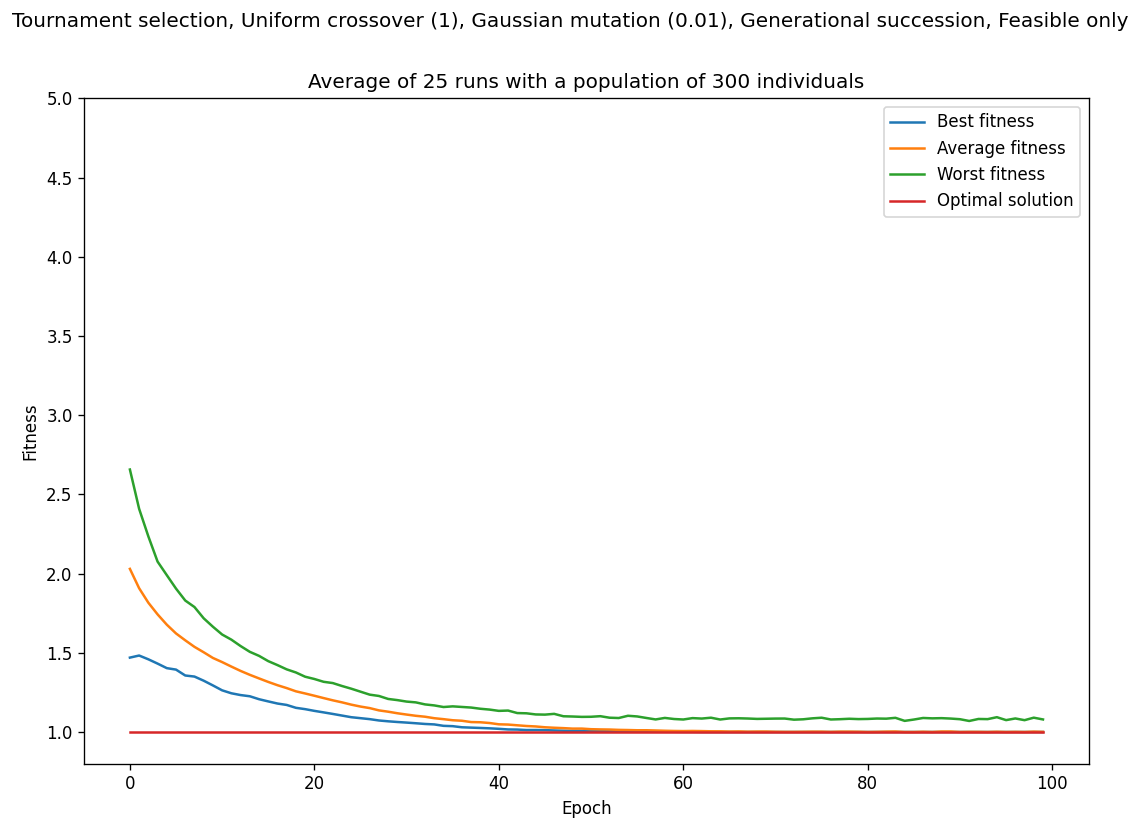 Tournament selection, Uniform crossover (1), Gaussian mutation (0.01), Generational succession, Feasible only
Average of 25 runs with a population of 300 individuals
Best fitness
Average fitness
Worst fitness
Optimal solution
5.0
4.5
4.0
3.5
3.0
2.5
2.0
1.5
1.0
Fitness
0 20 40 60 80 100
Epoch